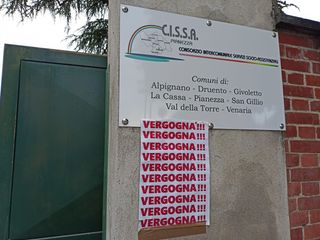 C.I.S.S.A.
PIANEZZA
CONSORZIO INTERCOMUNALE SERVIZI SOCIO-ASSISTENZIALI
Comuni di:
Alpignano - Druento - Givoletto
La Cassa - Pianezza - San Gillio
Val della Torre - Venaria
VERGOGNA!!!
VERGOGNA!!!
VERGOGNA!!!
VERGOGNA!!!
VERGOGNA!!!
VERGOGNA!!!
VERGOGNA!!!
VERGOGNA!!!
VERGOGNA!!!